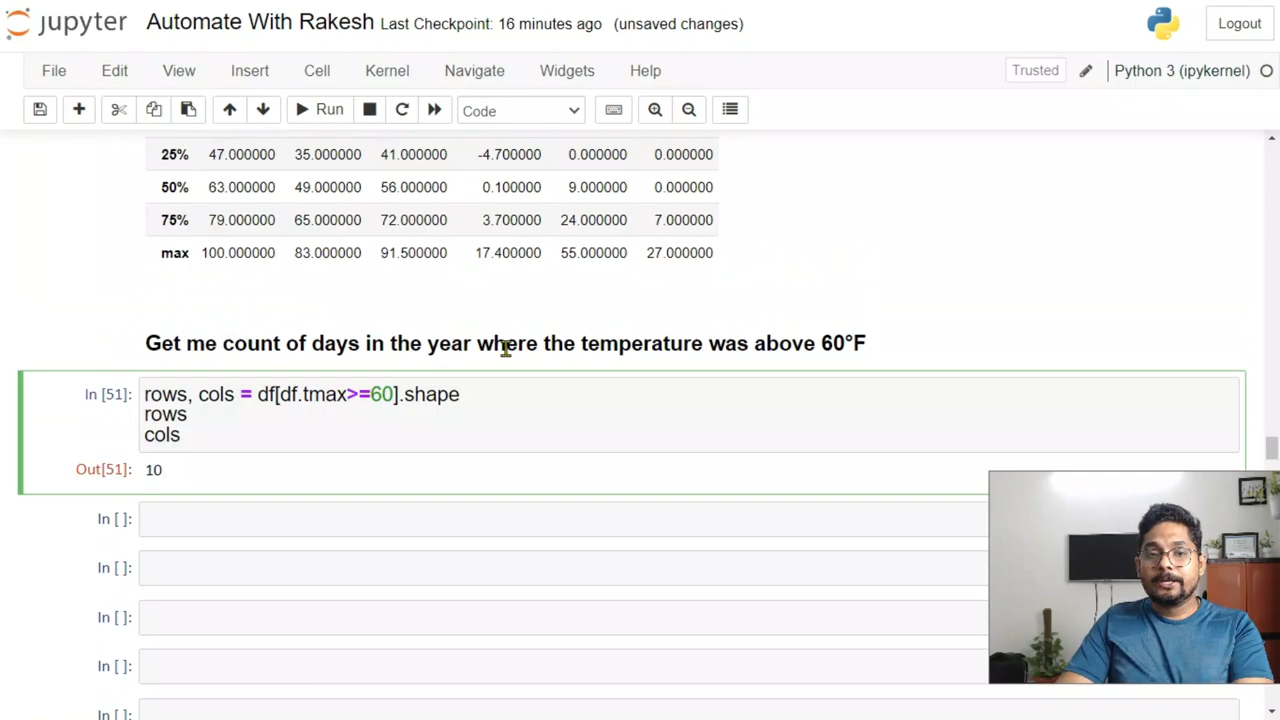 jupyter Automate With Rakesh Last Checkpoint: 16 minutes ago (unsaved changes) Logout
File Edit View Insert Cell Kernel Navigate Widgets Help Trusted Python 3 (ipykernel)
Run Code
25% 47.000000 35.000000 41.000000 -4.700000 0.000000 0.000000
50% 63.000000 49.000000 56.000000 0.100000 9.000000 0.000000
75% 79.000000 65.000000 72.000000 3.700000 24.000000 7.000000
max 100.000000 83.000000 91.500000 17.400000 55.000000 27.000000
Get me count of days in the year where the temperature was above 60°F
In [51]: rows, cols = df[df.tmax>=60].shape
rows
cols
Out[51]: 10
In [ ]:
In [ ]:
In [ ]:
In [ ]:
In [ ]: